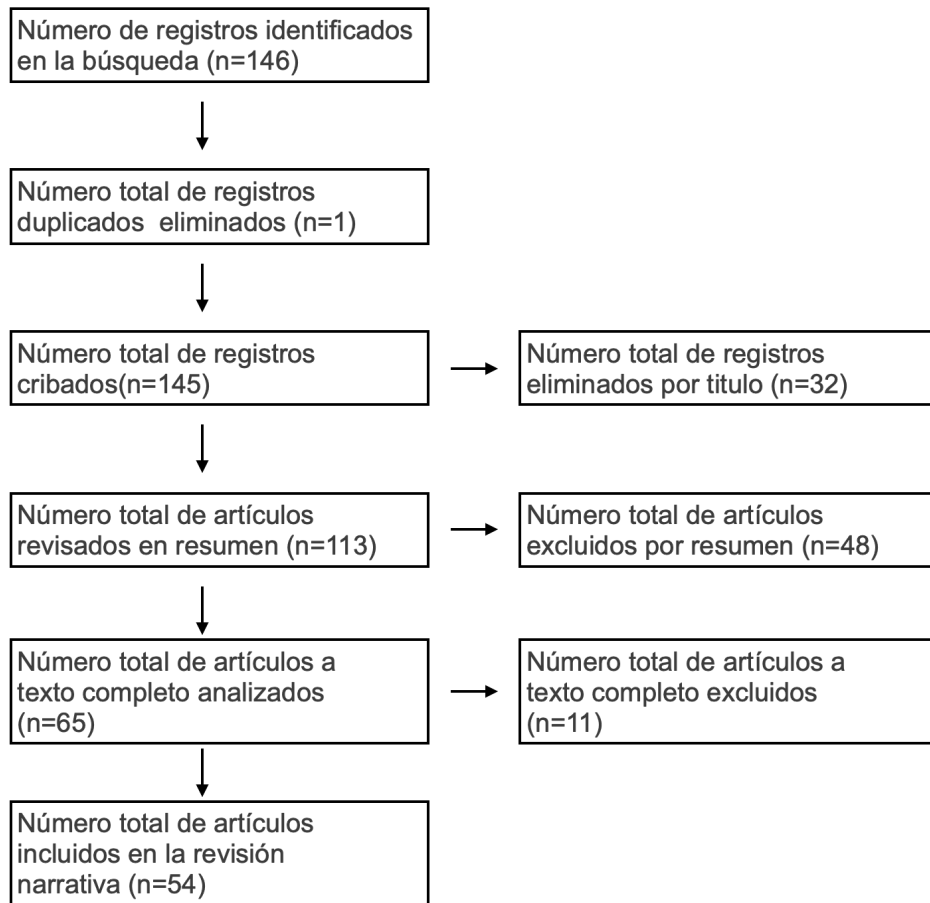 Número de registros identificados
en la búsqueda (n=146)
Número total de registros
duplicados  eliminados (n=1)
Número total de registros
cribados(n=145)
Número total de registros
eliminados por titulo (n=32)
Número total de artículos
revisados en resumen (n=113)
Número total de artículos
excluidos por resumen (n=48)
Número total de artículos a
texto completo analizados
(n=65)
Número total de artículos a
texto completo excluidos
(n=11)
Número total de artículos
incluidos en la revisión
narrativa (n=54)